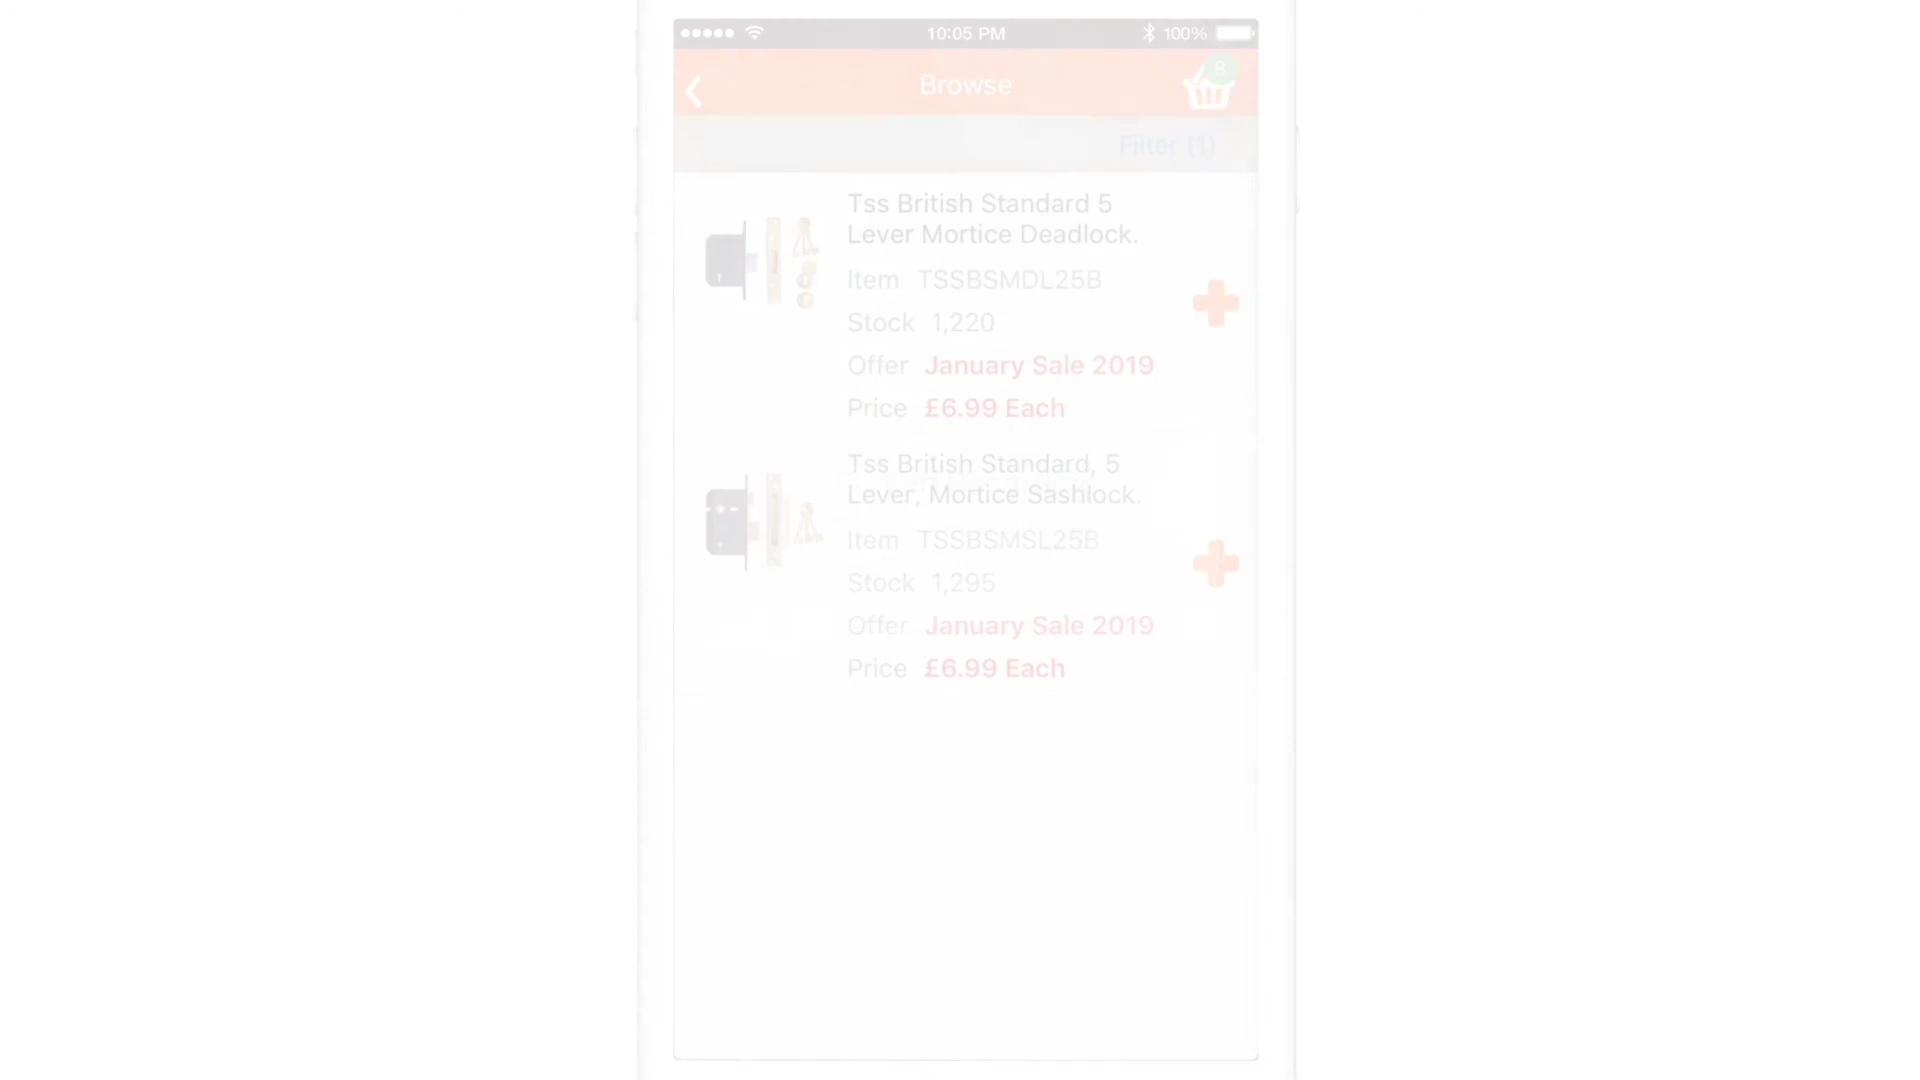 10:05 PM 100%
Browse
8
Filter (1)
Tss British Standard 5
Lever Mortice Deadlock.
Item TSSBSMDL25B
Stock 1,220
Offer January Sale 2019
Price £6.99 Each
Tss British Standard, 5
Lever, Mortice Sashlock.
Item TSSBSMSL25B
Stock 1,295
Offer January Sale 2019
Price £6.99 Each